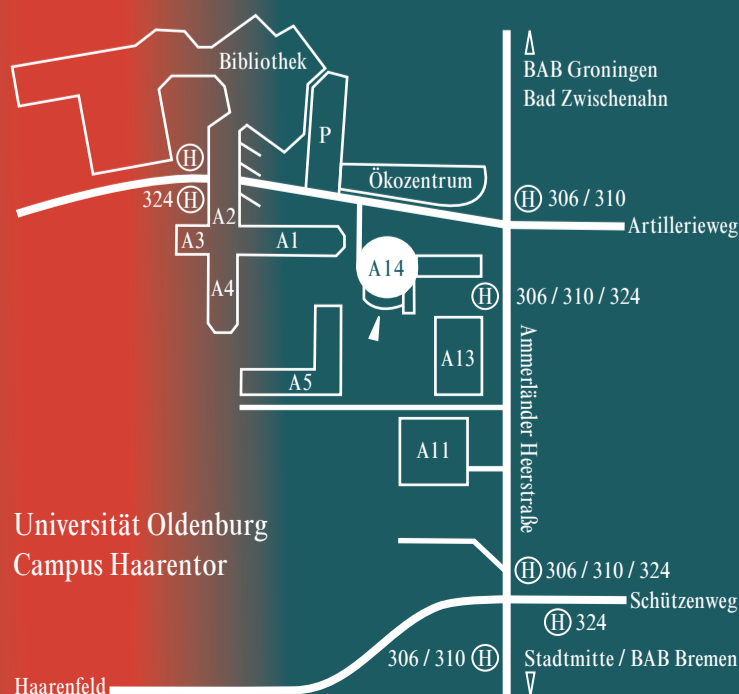 BAB Groningen
Bad Zwischenahn
Bibliothek
P
Ökozentrum
H
324 H
H 306 / 310
Artillerieweg
A2
A3
A1
A4
A14
H 306 / 310 / 324
A13
A5
Ammerländer Heerstraße
A11
Universität Oldenburg
Campus Haarentor
H 306 / 310 / 324
Schützenweg
H 324
306 / 310 H
Stadtmitte / BAB Bremen
Haarenfeld